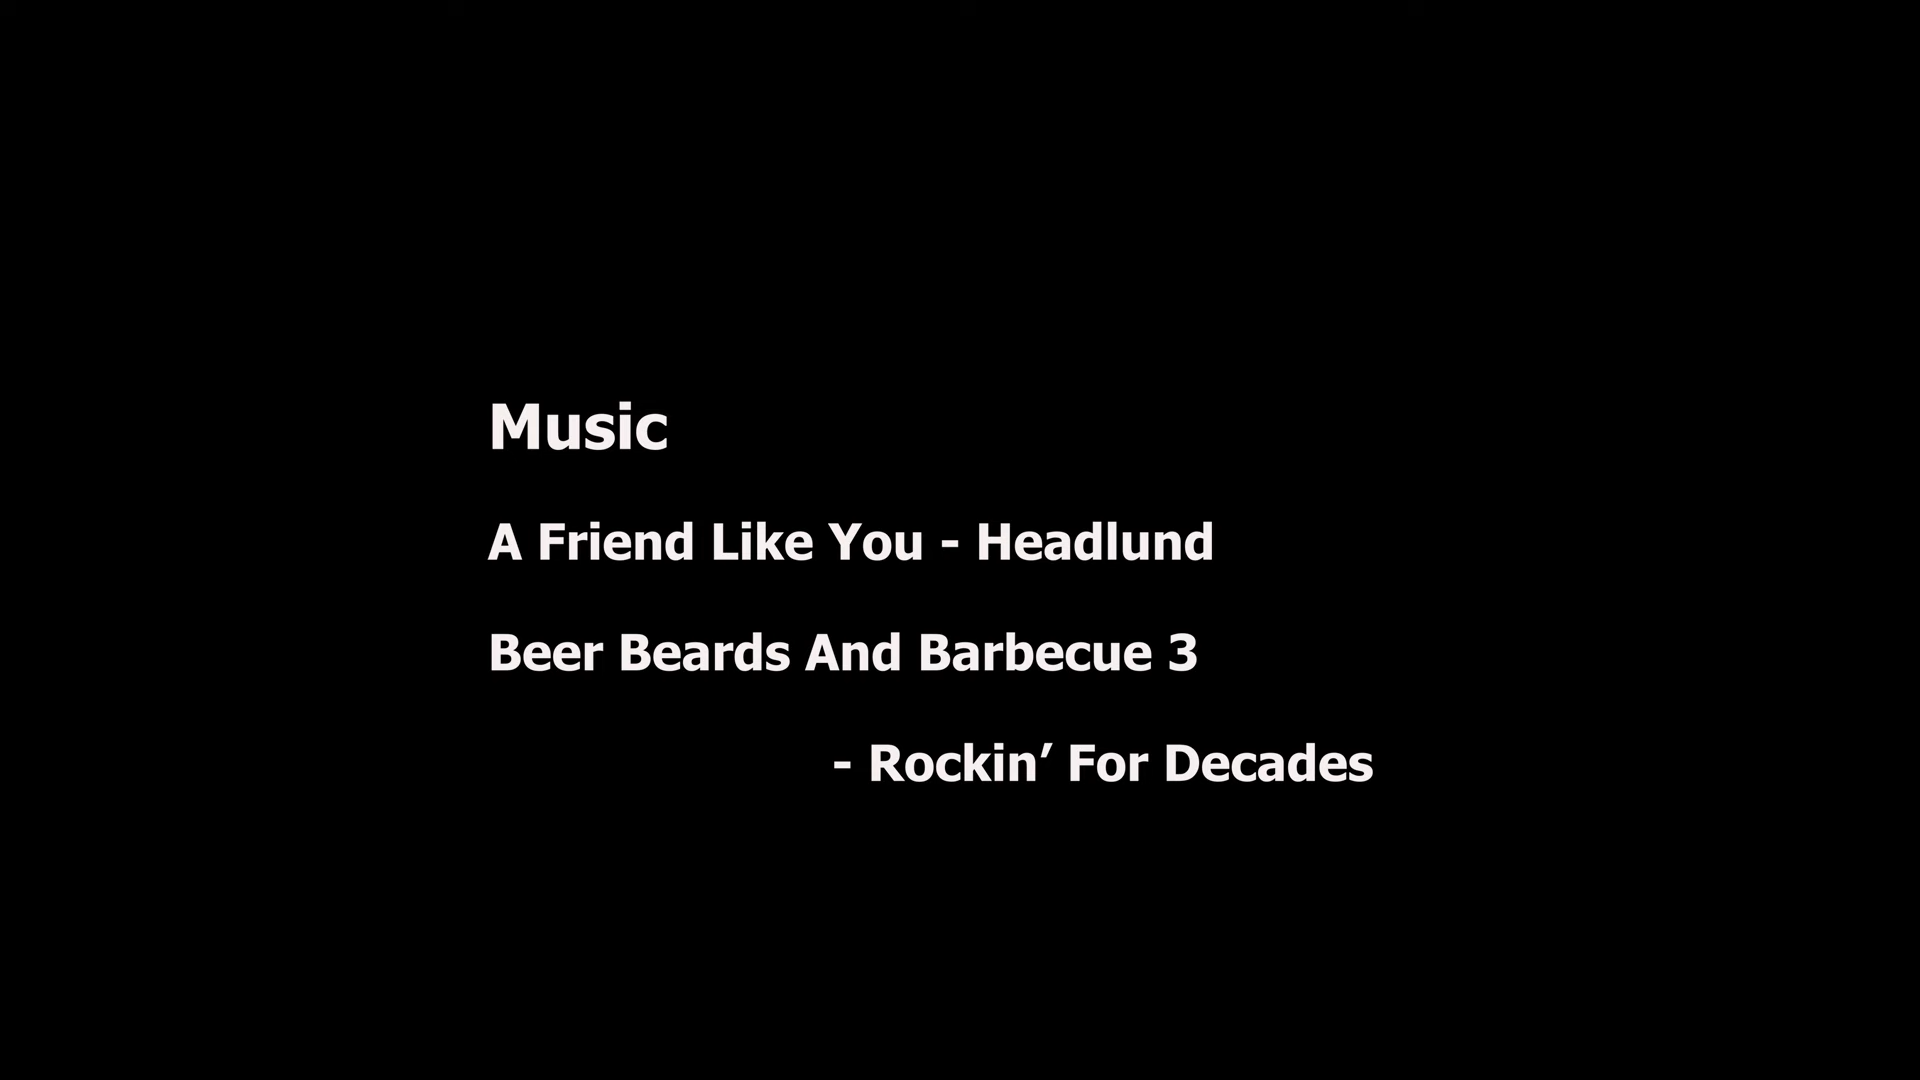 Music
A Friend Like You - Headlund
Beer Beards And Barbecue 3
- Rockin’ For Decades